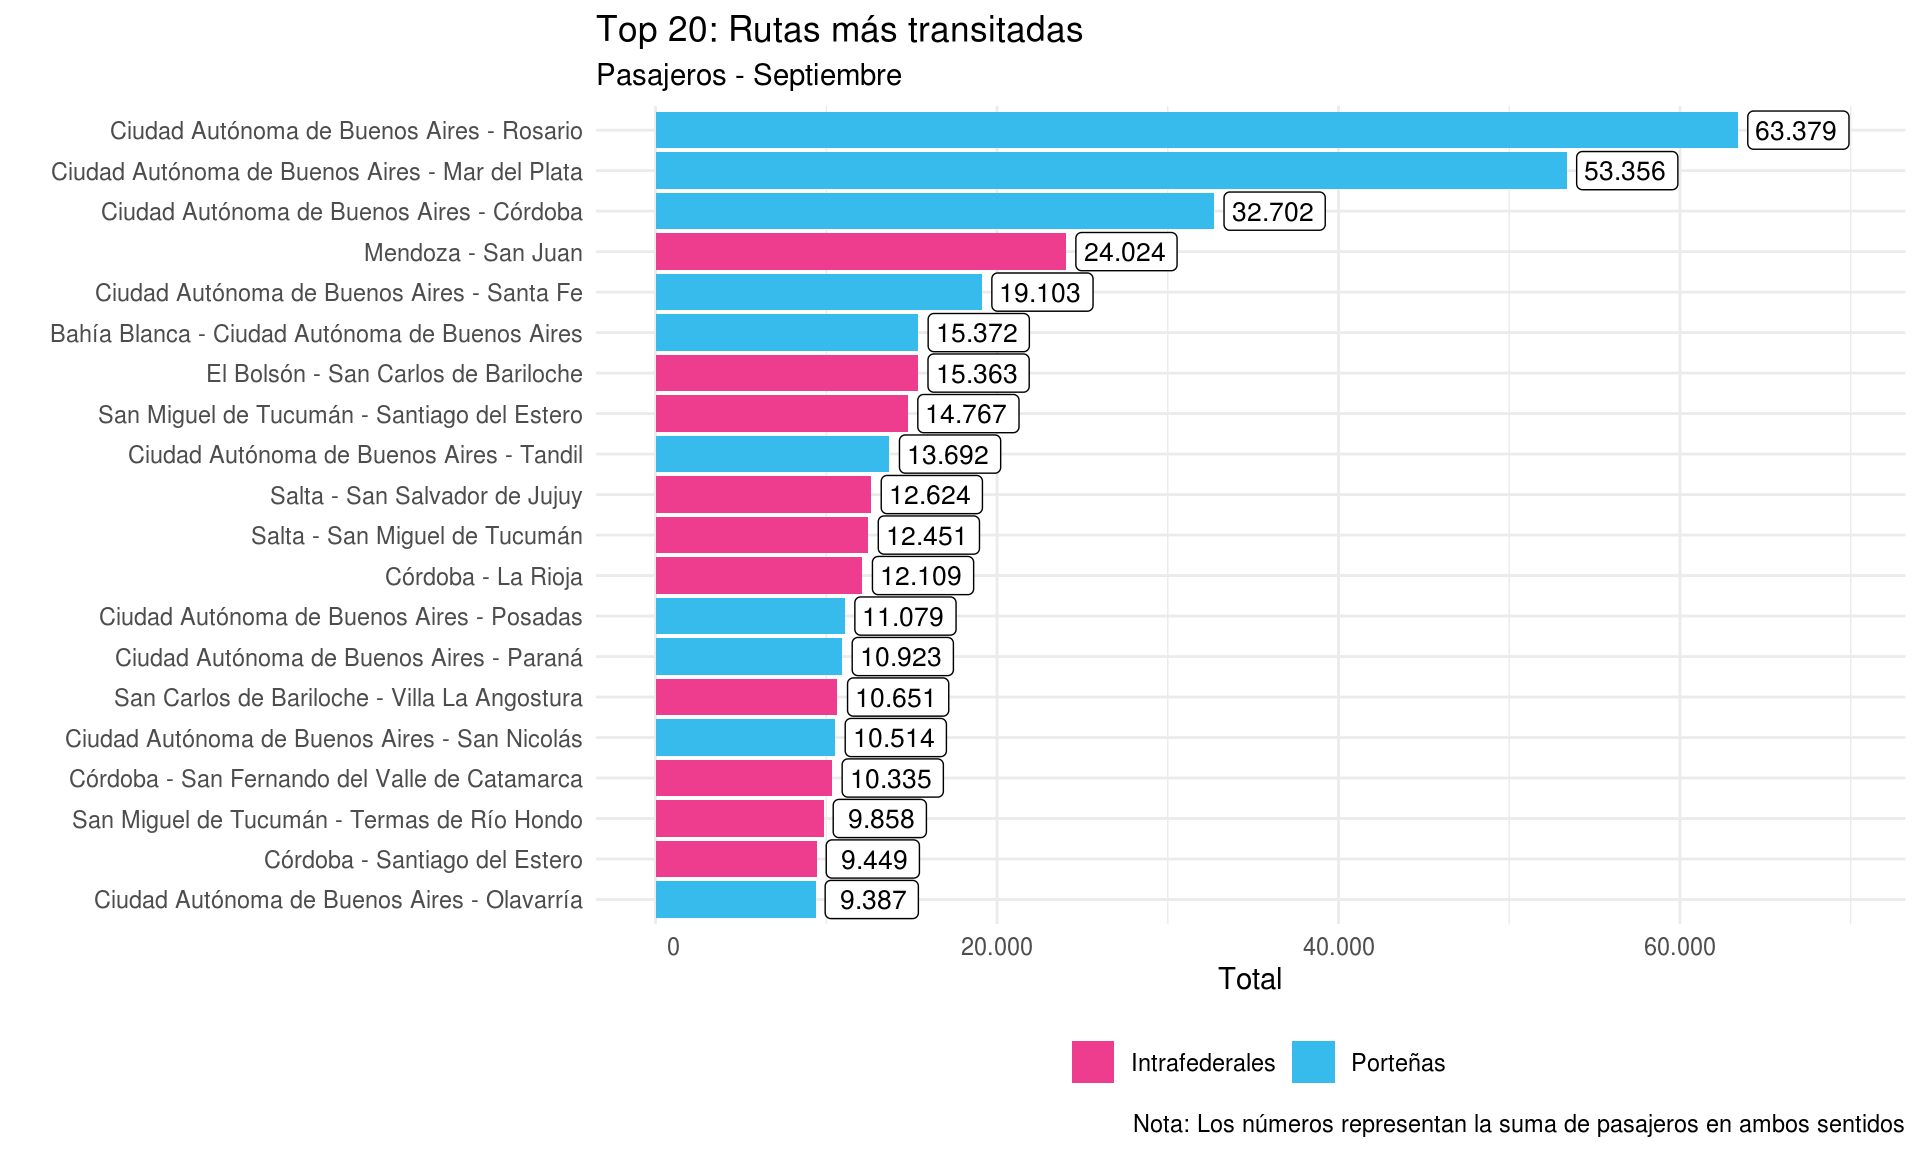 Top 20: Rutas más transitadas
Pasajeros - Septiembre
Ciudad Autónoma de Buenos Aires - Rosario 63.379
Ciudad Autónoma de Buenos Aires - Mar del Plata 53.356
Ciudad Autónoma de Buenos Aires - Córdoba 32.702
Mendoza - San Juan 24.024
Ciudad Autónoma de Buenos Aires - Santa Fe 19.103
Bahía Blanca - Ciudad Autónoma de Buenos Aires 15.372
El Bolsón - San Carlos de Bariloche 15.363
San Miguel de Tucumán - Santiago del Estero 14.767
Ciudad Autónoma de Buenos Aires - Tandil 13.692
Salta - San Salvador de Jujuy 12.624
Salta - San Miguel de Tucumán 12.451
Córdoba - La Rioja 12.109
Ciudad Autónoma de Buenos Aires - Posadas 11.079
Ciudad Autónoma de Buenos Aires - Paraná 10.923
San Carlos de Bariloche - Villa La Angostura 10.651
Ciudad Autónoma de Buenos Aires - San Nicolás 10.514
Córdoba - San Fernando del Valle de Catamarca 10.335
San Miguel de Tucumán - Termas de Río Hondo 9.858
Córdoba - Santiago del Estero 9.449
Ciudad Autónoma de Buenos Aires - Olavarría 9.387
0 20.000 40.000 60.000
Total
Intrafederales Porteñas
Nota: Los números representan la suma de pasajeros en ambos sentidos